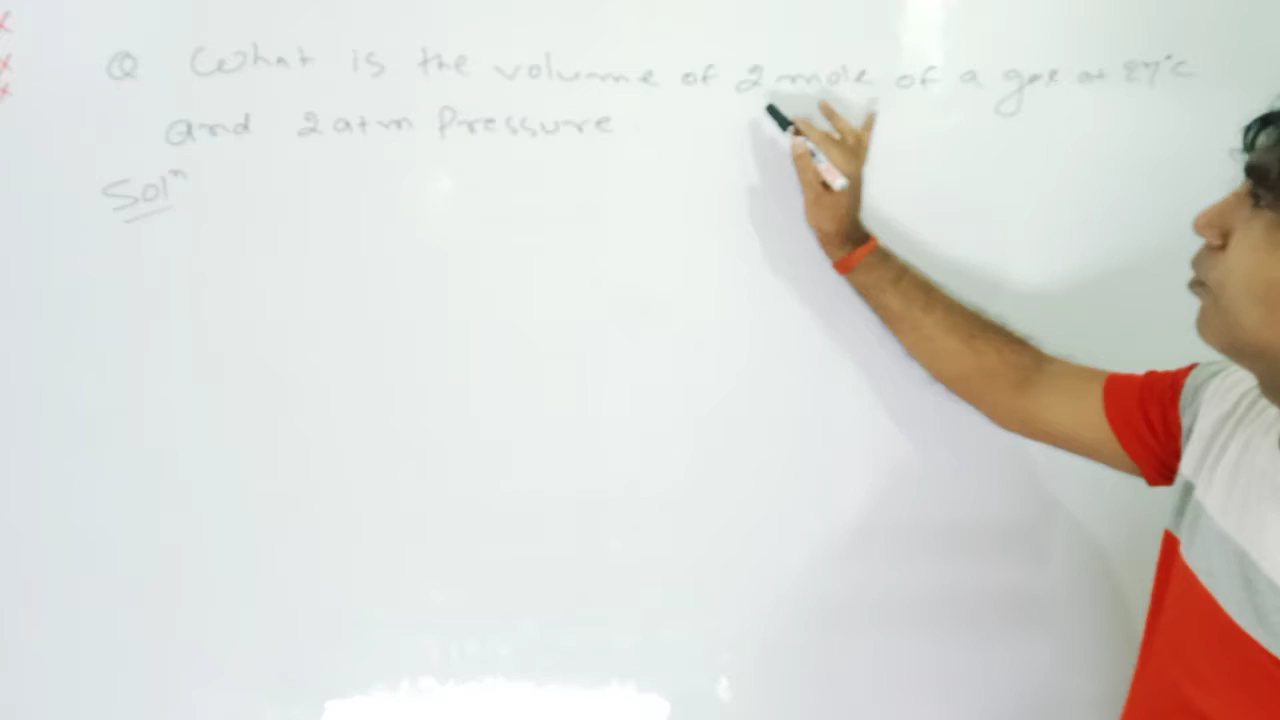 Q What is the volume of 2 mole of a gas at 27°C
and 2 atm Pressure
Solⁿ